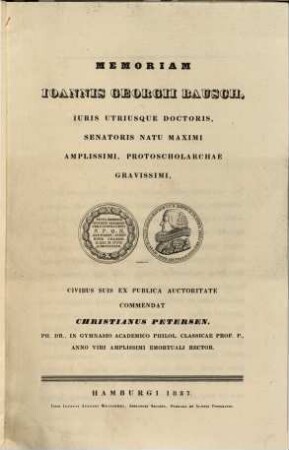 MEMORIAM
IOANNIS GEORGII BAUSCH,
IURIS UTRIUSQUE DOCTORIS,
SENATORIS NATU MAXIMI
AMPLISSIMI, PROTOSCHOLARCHAE
GRAVISSIMI,
S. P. Q. H.
CIVIBUS SUIS EX PUBLICA AUCTORITATE
COMMENDAT
CHRISTIANUS PETERSEN,
PH. DR., IN GYMNASIO ACADEMICO PHILOL. CLASSICAE PROF. P.,
ANNO VIRI AMPLISSIMI EMORTUALI RECTOR.
HAMBURGI 1837